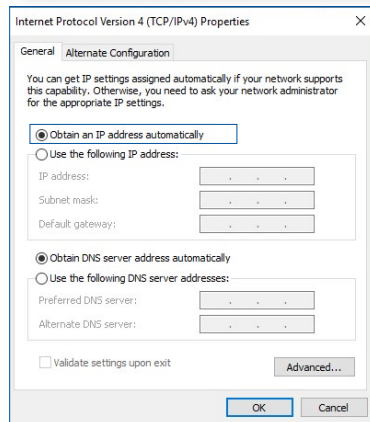 Internet Protocol Version 4 (TCP/IPv4) Properties
General
Alternate Configuration
You can get IP settings assigned automatically if your network supports
this capability. Otherwise, you need to ask your network administrator
for the appropriate IP settings.
Obtain an IP address automatically
Use the following IP address:
IP address:
Subnet mask:
Default gateway:
Obtain DNS server address automatically
Use the following DNS server addresses:
Preferred DNS server:
Alternate DNS server:
Validate settings upon exit
Advanced...
OK
Cancel